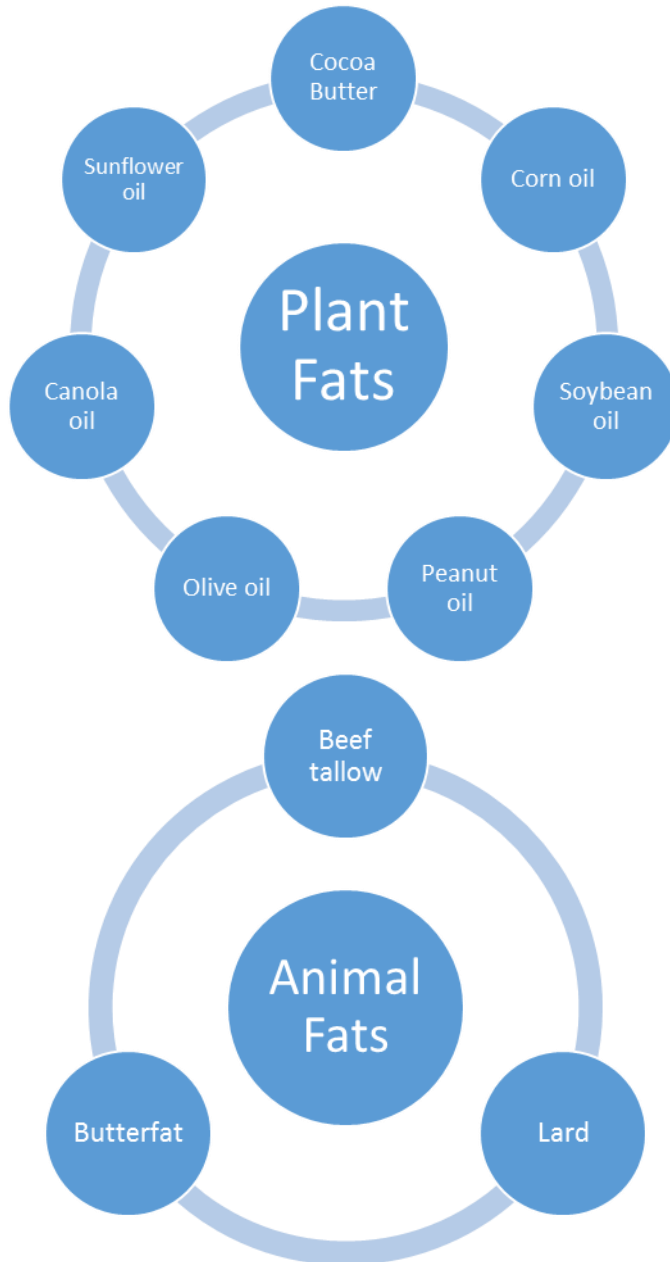 Cocoa
Butter
Sunflower
oil
Corn oil
Plant
Fats
Canola
oil
Soybean
oil
Olive oil
Peanut
oil
Beef
tallow
Animal
Fats
Butterfat
Lard